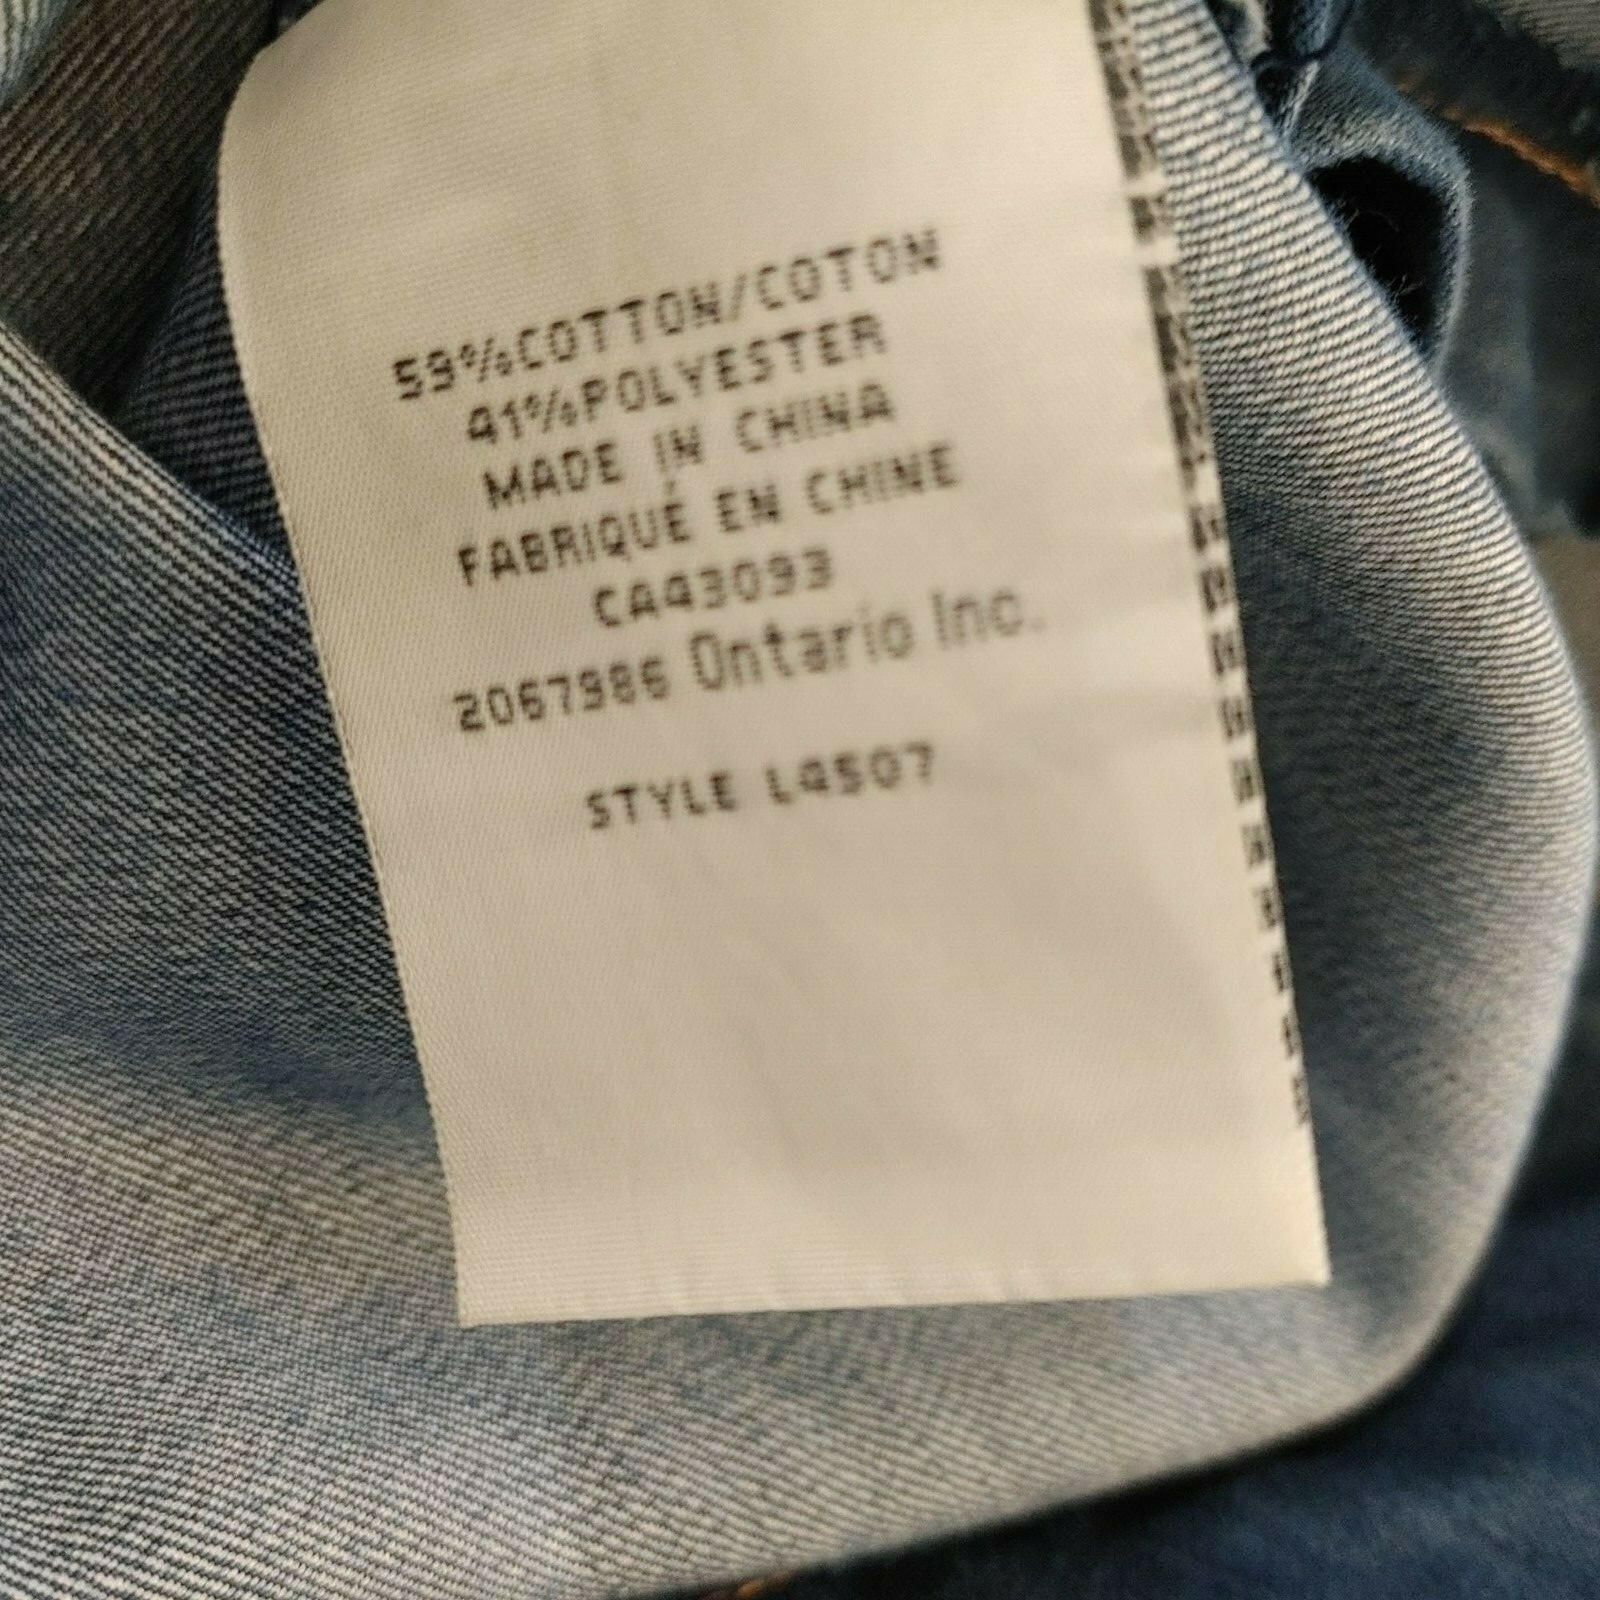 59%COTTON/COTON
41%POLYESTER
MADE IN CHINA
FABRIQUÉ EN CHINE
CA43093
2067986 Ontario Inc.
STYLE L4507